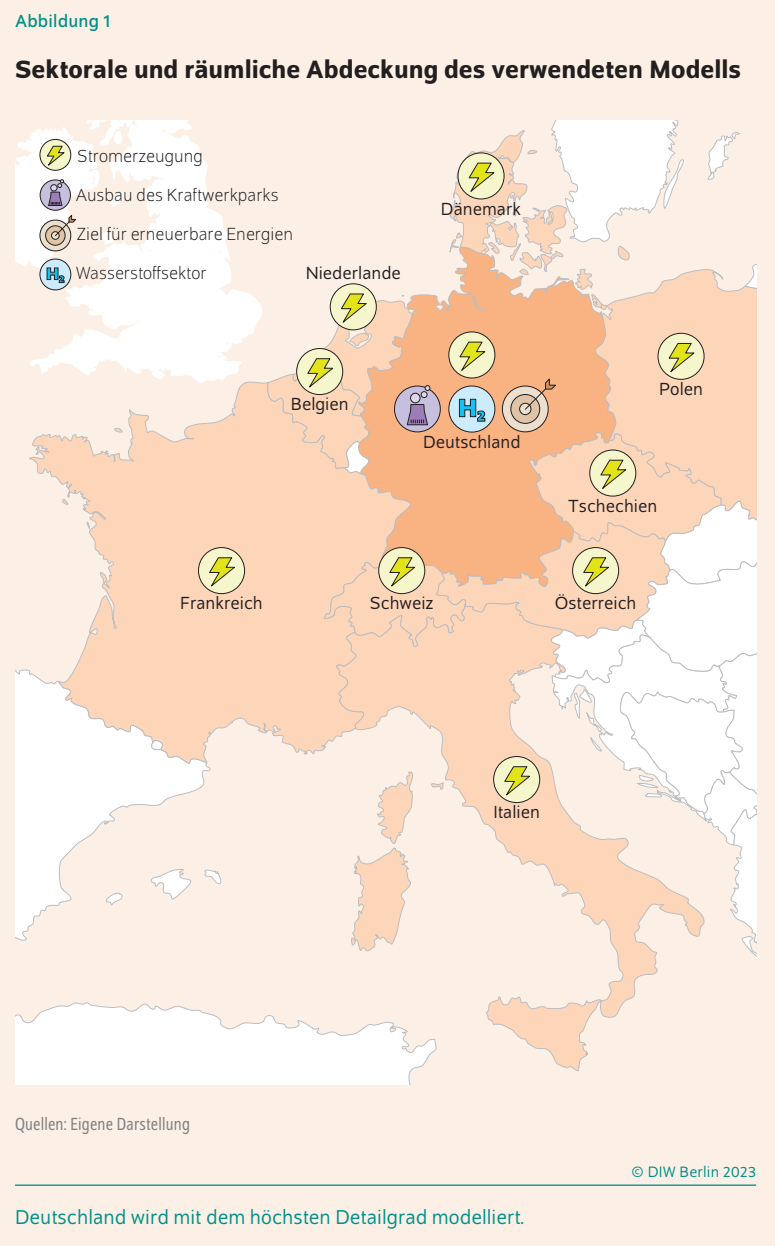 Abbildung 1
Sektorale und räumliche Abdeckung des verwendeten Modells
Stromerzeugung
Ausbau des Kraftwerkparks
Ziel für erneuerbare Energien
H₂ Wasserstoffsektor
Dänemark
Niederlande
Belgien
Polen
H₂
Deutschland
Tschechien
Frankreich
Schweiz
Österreich
Italien
Quellen: Eigene Darstellung
© DIW Berlin 2023
Deutschland wird mit dem höchsten Detailgrad modelliert.